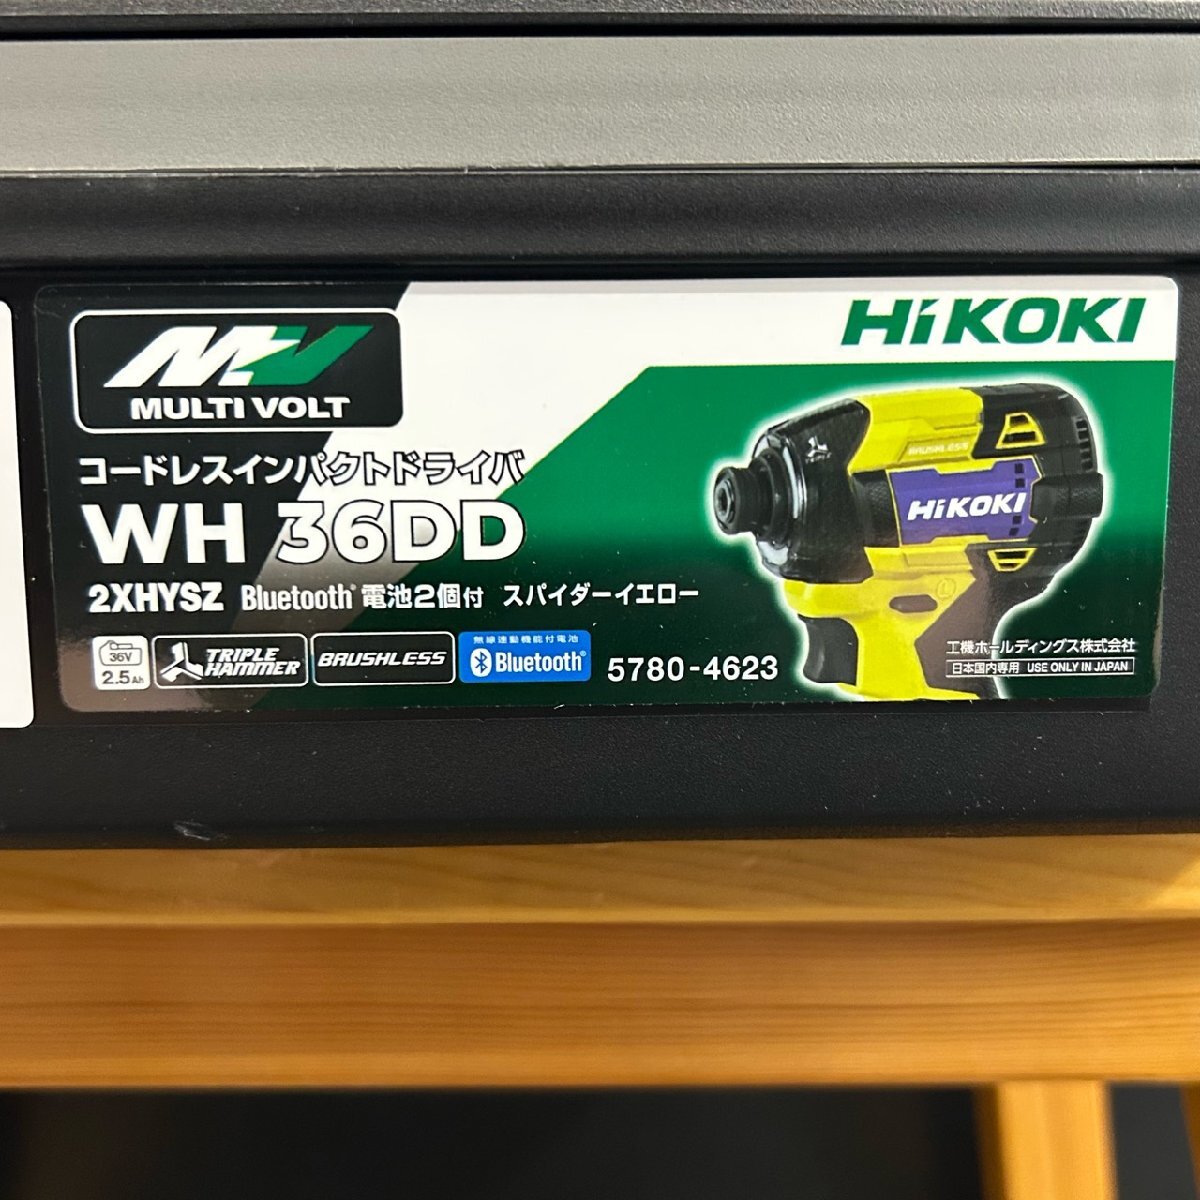 MV
MULTI VOLT
HiKOKI
コードレスインパクトドライバ
WH 36DD
2XHYSZ Bluetooth® 電池2個付 スパイダーイエロー
BRUSHLESS
HiKOKI
36V
2.5Ah
TRIPLE
HAMMER
BRUSHLESS
無線連動機能付電池
Bluetooth®
5780-4623
工機ホールディングス株式会社
日本国内専用 USE ONLY IN JAPAN